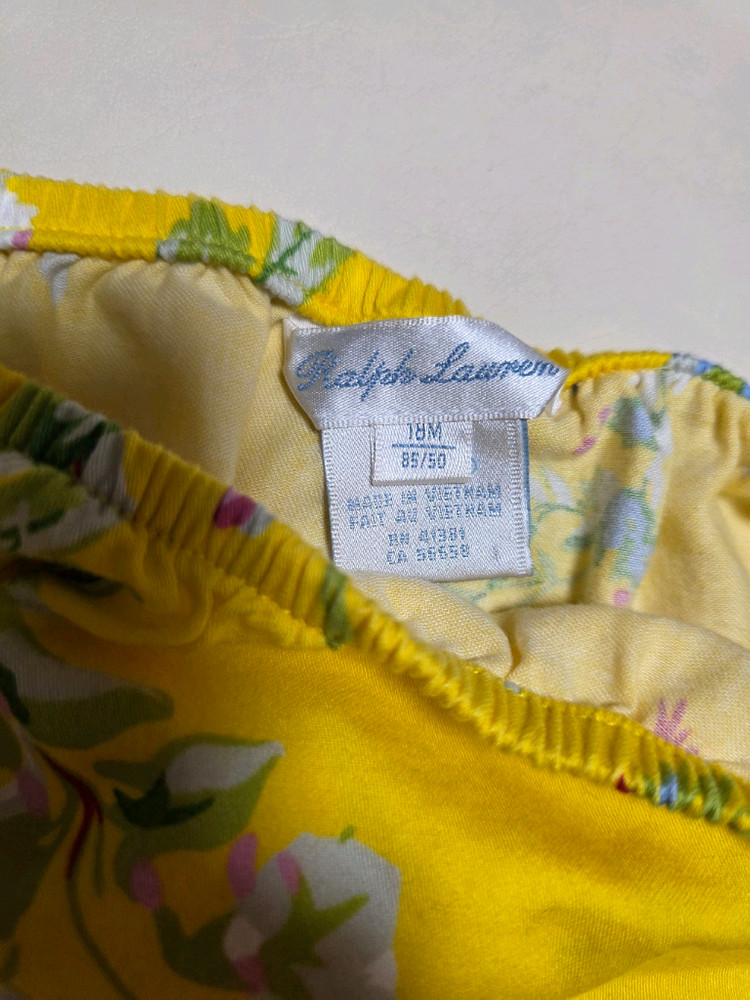 Ralph Lauren
18M
85/50
MADE IN VIETNAM
FAIT AU VIETNAM
RN 41381
CA 56658